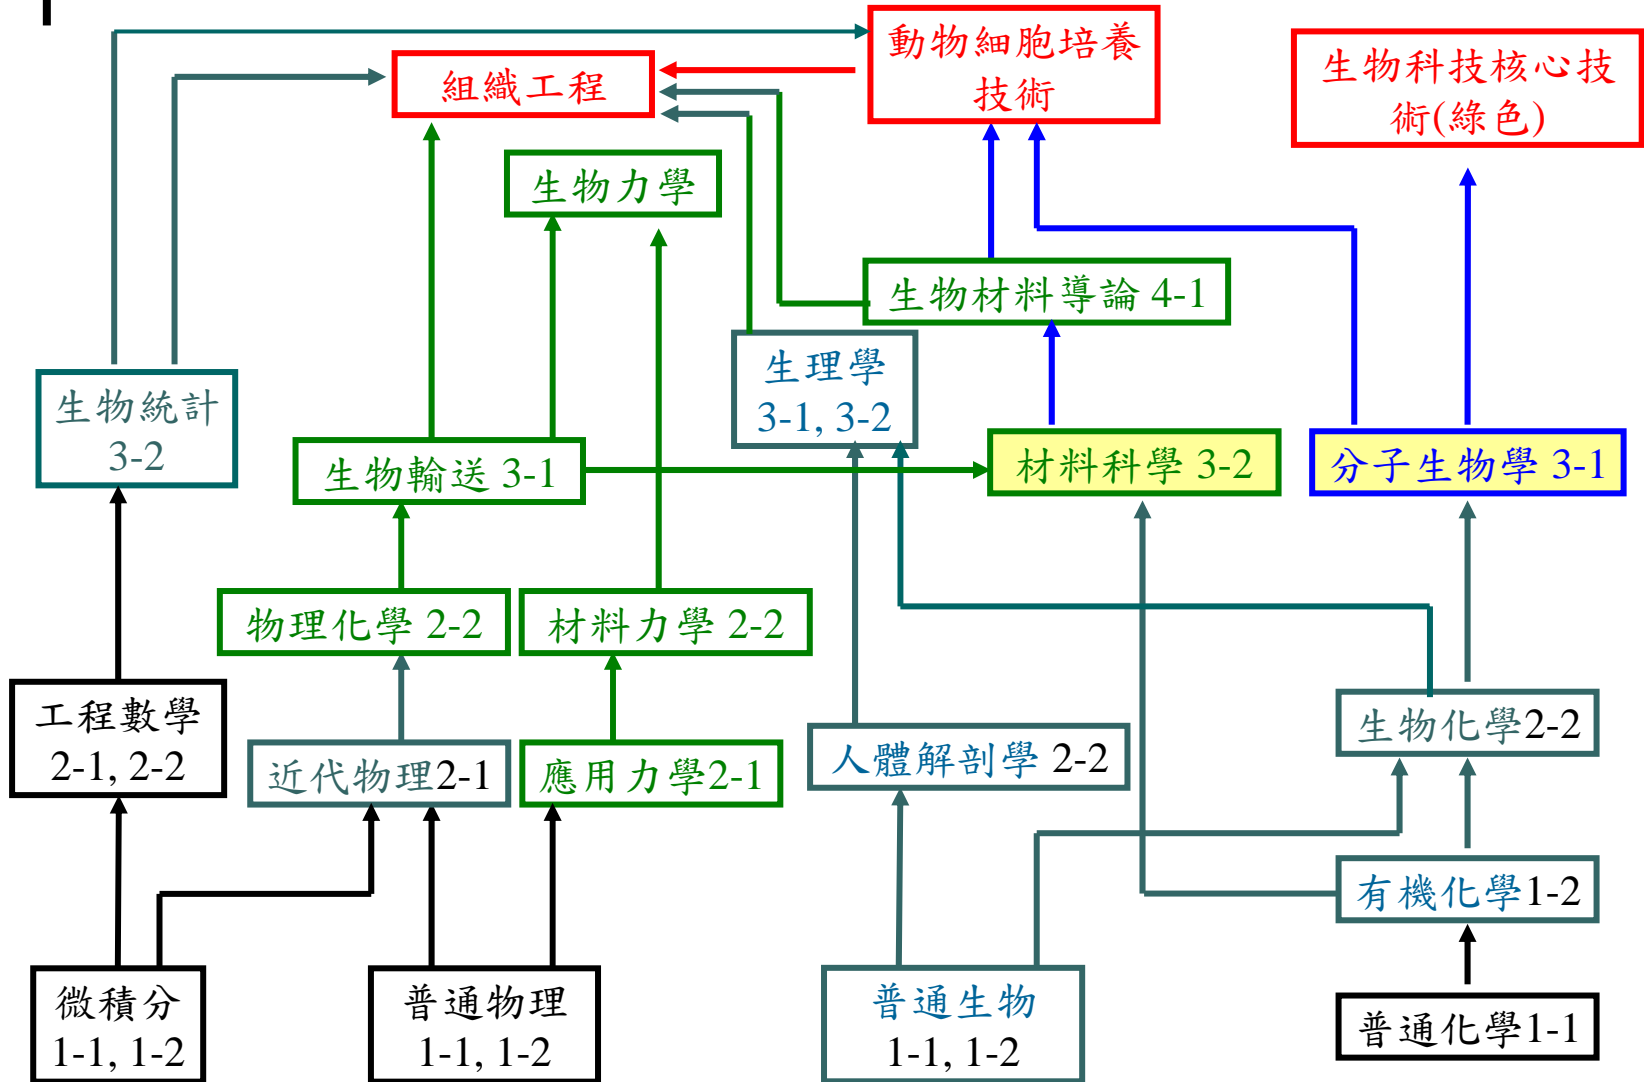 動物細胞培養
技術
生物科技核心技
術(綠色)
組織工程
生物力學
生物材料導論 4-1
生理學
3-1, 3-2
生物統計
3-2
生物輸送 3-1
材料科學 3-2
分子生物學 3-1
物理化學 2-2
材料力學 2-2
工程數學
2-1, 2-2
近代物理2-1
應用力學2-1
人體解剖學 2-2
生物化學2-2
有機化學1-2
微積分
1-1, 1-2
普通物理
1-1, 1-2
普通生物
1-1, 1-2
普通化學1-1